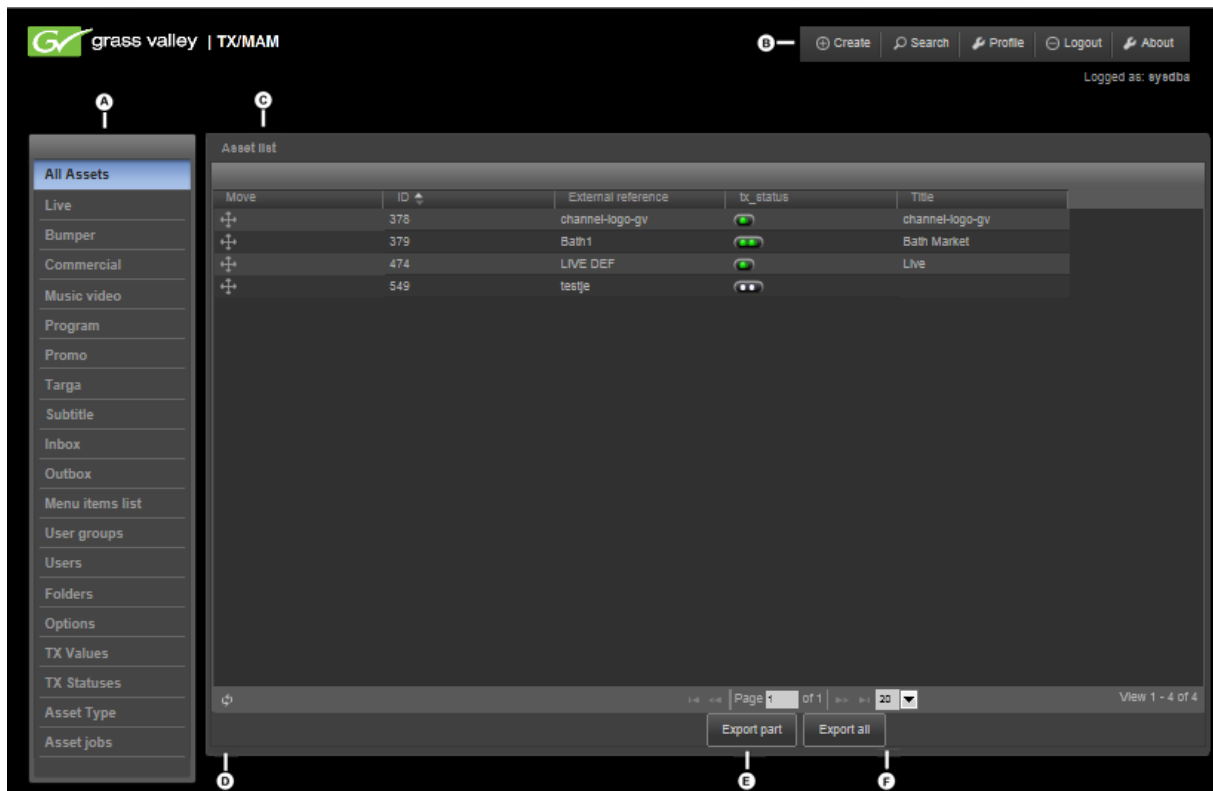 grass valley | TX/MAM
B
Create
Search
Profile
Logout
About
Logged as: sysdba
A
C
All Assets
Live
Bumper
Commercial
Music video
Program
Promo
Targa
Subtitle
Inbox
Outbox
Menu items list
User groups
Users
Folders
Options
TX Values
TX Statuses
Asset Type
Asset jobs
Asset list
Move ID External reference tx_status Title
378 channel-logo-gv channel-logo-gv
379 Bath1 Bath Market
474 LIVE DEF Live
549 testje
Page 1 of 1 20 View 1 - 4 of 4
Export part Export all
D E F